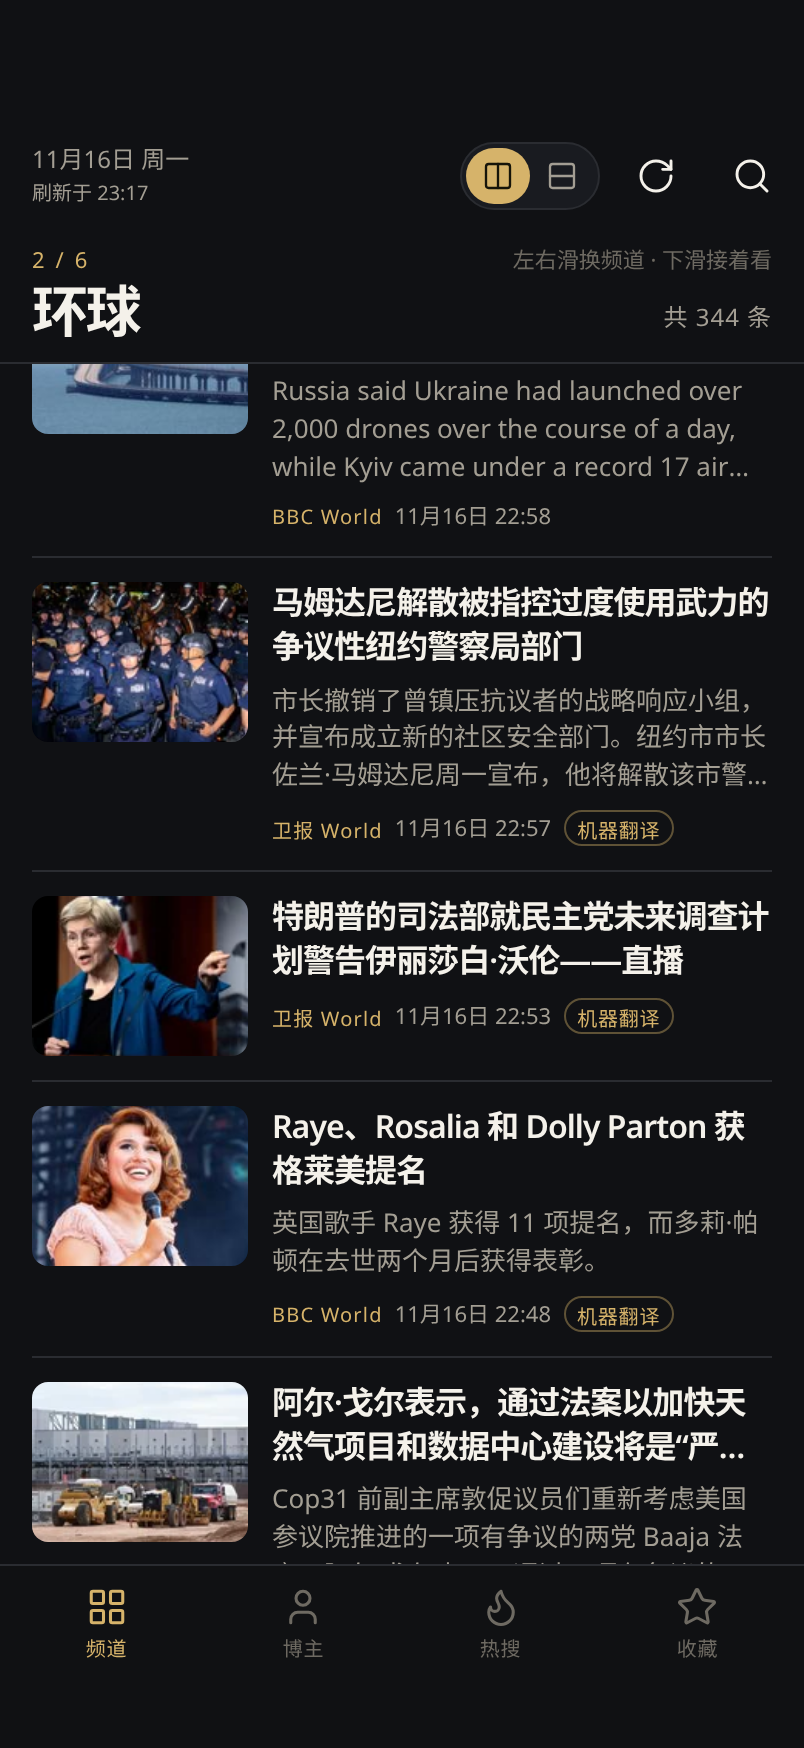 11月16日 周一
刷新于 23:17
2 / 6
左右滑换频道 · 下滑接着看
环球
共 344 条
Russia said Ukraine had launched over
2,000 drones over the course of a day,
while Kyiv came under a record 17 air...
BBC World 11月16日 22:58
马姆达尼解散被指控过度使用武力的
争议性纽约警察局部门
市长撤销了曾镇压抗议者的战略响应小组，
并宣布成立新的社区安全部门。纽约市市长
佐兰·马姆达尼周一宣布，他将解散该市警...
卫报 World 11月16日 22:57 机器翻译
特朗普的司法部就民主党未来调查计
划警告伊丽莎白·沃伦——直播
卫报 World 11月16日 22:53 机器翻译
Raye、Rosalia 和 Dolly Parton 获
格莱美提名
英国歌手 Raye 获得 11 项提名，而多莉·帕
顿在去世两个月后获得表彰。
BBC World 11月16日 22:48 机器翻译
阿尔·戈尔表示，通过法案以加快天
然气项目和数据中心建设将是“严...
Cop31 前副主席敦促议员们重新考虑美国
参议院推进的一项有争议的两党 Baaja 法
频道
博主
热搜
收藏